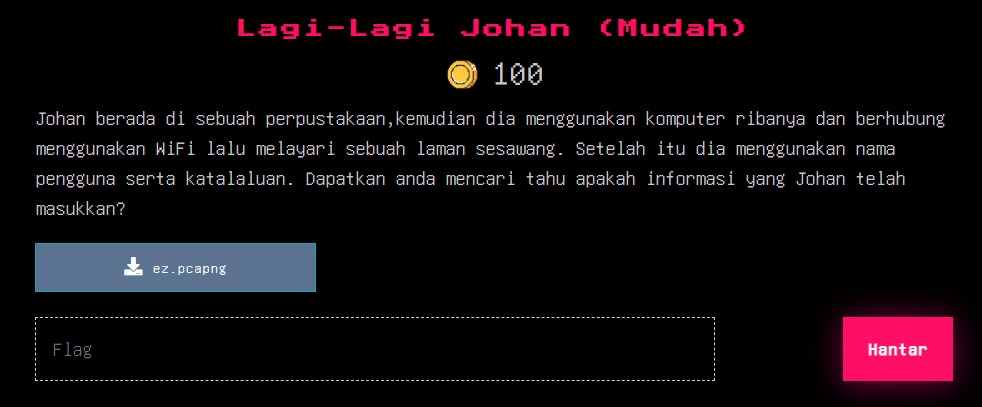 Lagi-Lagi Johan (Mudah)
100
Johan berada di sebuah perpustakaan,kemudian dia menggunakan komputer ribanya dan berhubung
menggunakan WiFi lalu melayari sebuah laman sesawang. Setelah itu dia menggunakan nama
pengguna serta katalaluan. Dapatkan anda mencari tahu apakah informasi yang Johan telah
masukkan?
ez.pcapng
Flag
Hantar